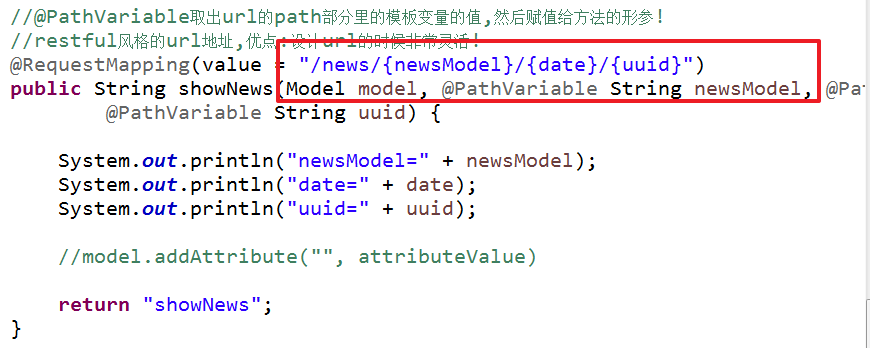 //@PathVariable取出url的path部分里的模板变量的值,然后赋值给方法的形参!
//restful风格的url地址,优点:设计url的时候非常灵活!
@RequestMapping(value = "/news/{newsModel}/{date}/{uuid}")
public String showNews(Model model, @PathVariable String newsModel, @Pat
@PathVariable String uuid) {
System.out.println("newsModel=" + newsModel);
System.out.println("date=" + date);
System.out.println("uuid=" + uuid);
//model.addAttribute("", attributeValue)
return "showNews";
}